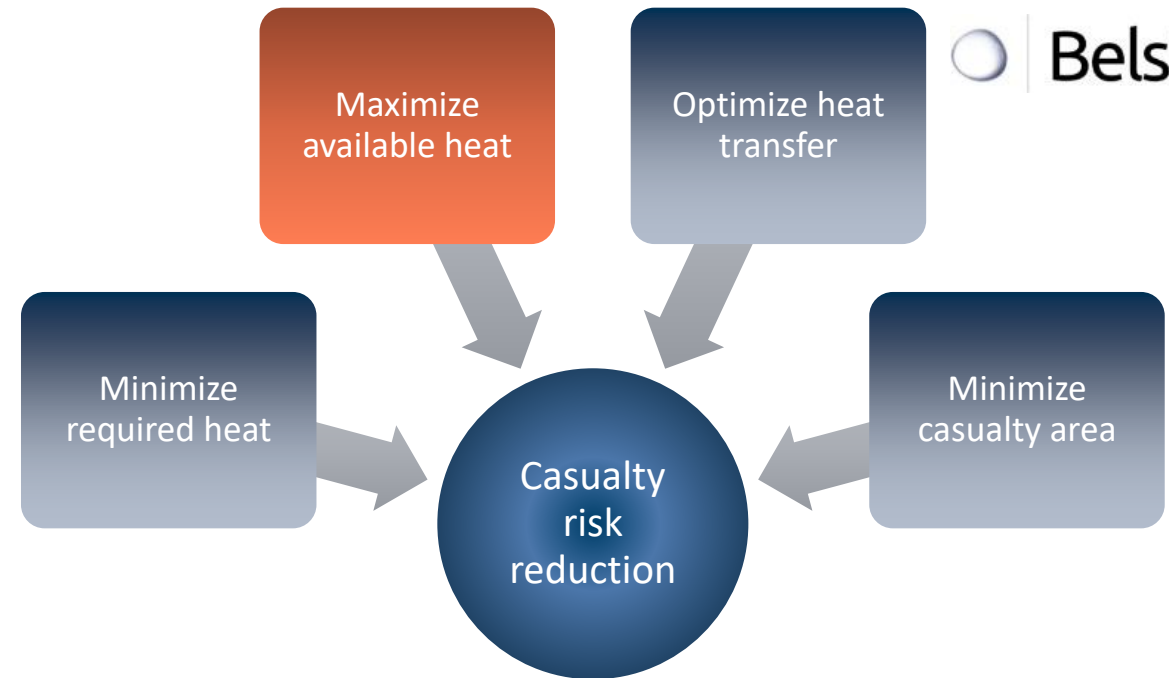 Maximize
available heat
Optimize heat
transfer
Bels
Minimize
required heat
Minimize
casualty area
Casualty
risk
reduction